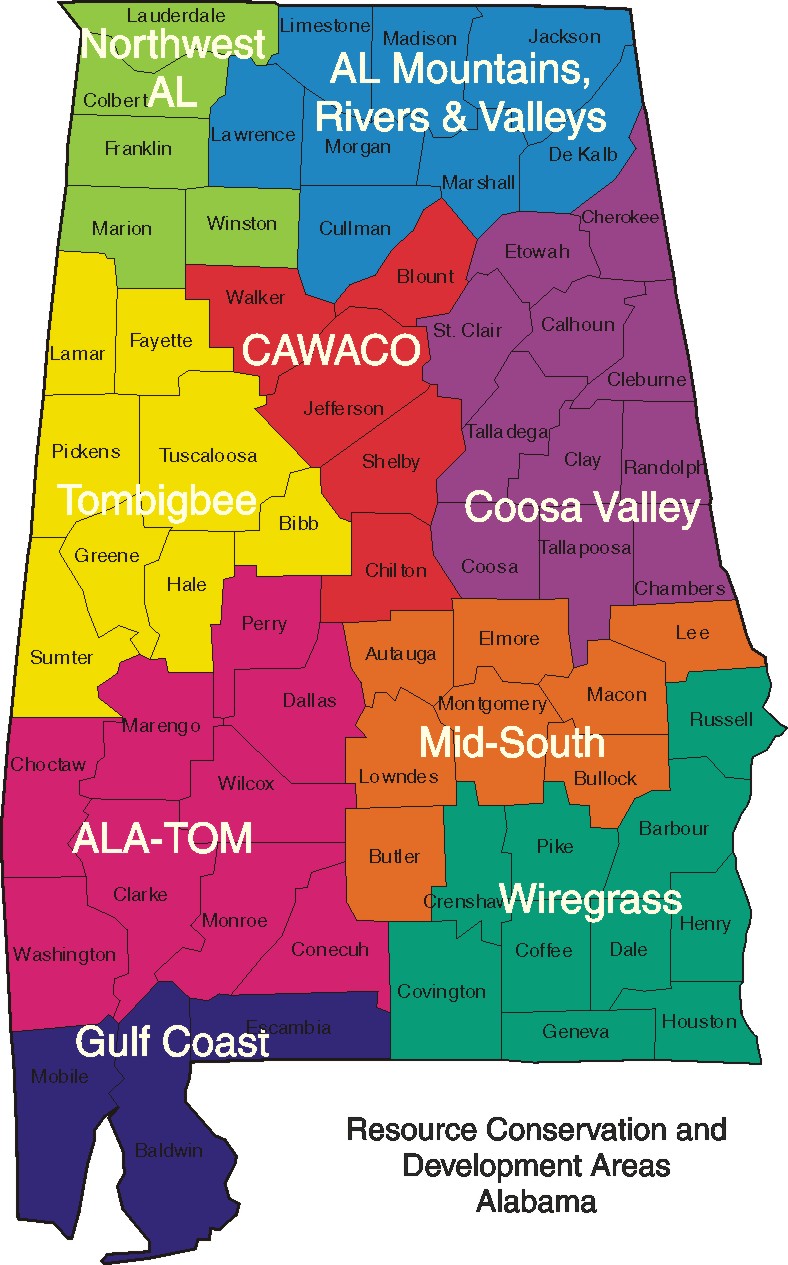 Lauderdale
Northwest
AL
Colbert
Franklin
Marion
Winston
Limestone
Madison
Jackson
AL Mountains,
Rivers & Valleys
Lawrence
Morgan
De Kalb
Marshall
Cullman
Cherokee
Etowah
Blount
Walker
CAWACO
St. Clair
Calhoun
Cleburne
Lamar
Fayette
Jefferson
Talladega
Pickens
Tuscaloosa
Shelby
Clay
Randolph
Tombigbee
Coosa Valley
Bibb
Greene
Hale
Chilton
Coosa
Tallapoosa
Chambers
Sumter
Perry
Autauga
Elmore
Lee
Dallas
Marengo
Montgomery
Macon
Russell
Mid-South
Choctaw
Wilcox
Lowndes
Bullock
ALA-TOM
Butler
Pike
Barbour
Clarke
Monroe
Crenshaw
Wiregrass
Henry
Washington
Conecuh
Coffee
Dale
Covington
Geneva
Houston
Escambia
Gulf Coast
Mobile
Baldwin
Resource Conservation and
Development Areas
Alabama